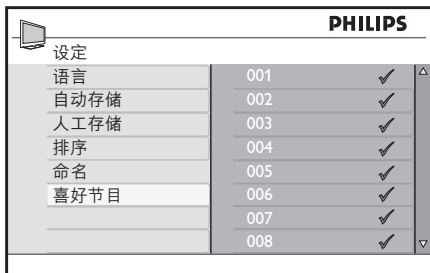 PHILIPS
设定
语言 001 ✓
自动存储 002 ✓
人工存储 003 ✓
排序 004 ✓
命名 005 ✓
喜好节目 006 ✓
007 ✓
008 ✓